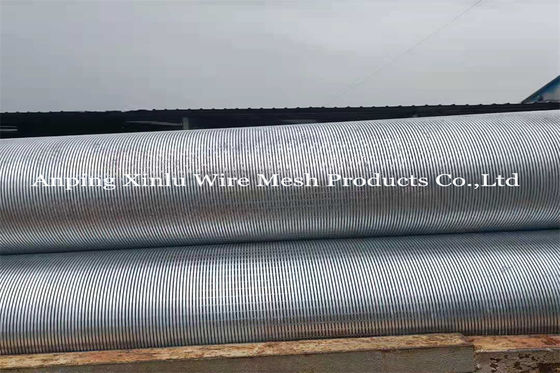 Anping Xinlu Wire Mesh Products Co.,Ltd